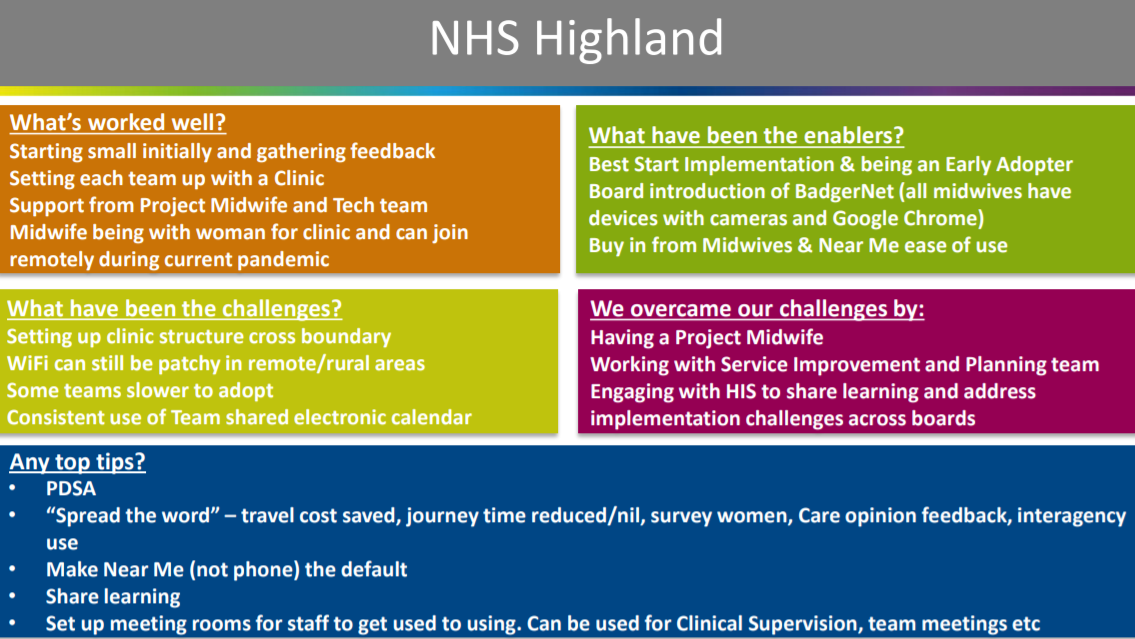 NHS Highland
What's worked well?
Starting small initially and gathering feedback
Setting each team up with a Clinic
Support from Project Midwife and Tech team
Midwife being with woman for clinic and can join
remotely during current pandemic
What have been the enablers?
Best Start Implementation & being an Early Adopter
Board introduction of BadgerNet (all midwives have
devices with cameras and Google Chrome)
Buy in from Midwives & Near Me ease of use
What have been the challenges?
Setting up clinic structure cross boundary
WiFi can still be patchy in remote/rural areas
Some teams slower to adopt
Consistent use of Team shared electronic calendar
We overcame our challenges by:
Having a Project Midwife
Working with Service Improvement and Planning team
Engaging with HIS to share learning and address
implementation challenges across boards
Any top tips?
• PDSA
• “Spread the word” – travel cost saved, journey time reduced/nil, survey women, Care opinion feedback, interagency
use
• Make Near Me (not phone) the default
• Share learning
• Set up meeting rooms for staff to get used to using. Can be used for Clinical Supervision, team meetings etc